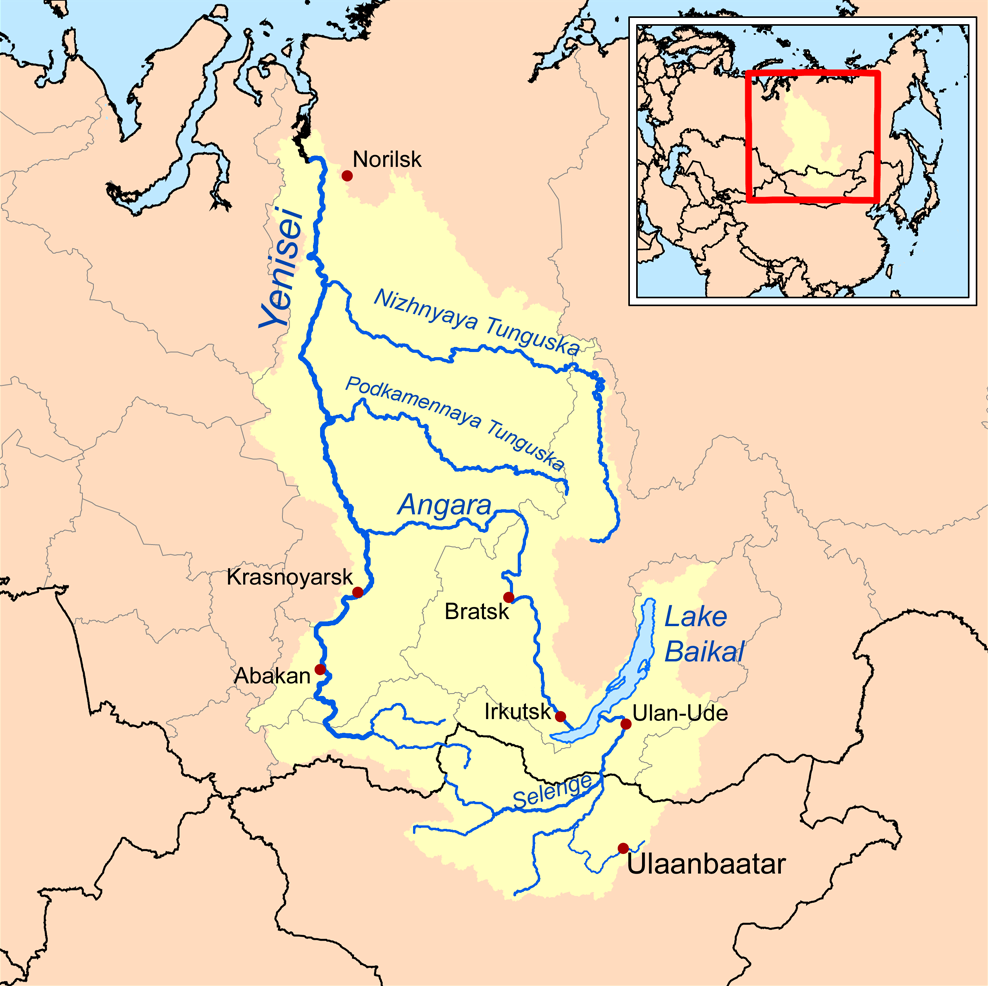 Norilsk
Yenisei
Nizhnyaya Tunguska
Podkamennaya Tunguska
Angara
Krasnoyarsk
Bratsk
Lake
Baikal
Abakan
Irkutsk
Ulan-Ude
Selenge
Ulaanbaatar